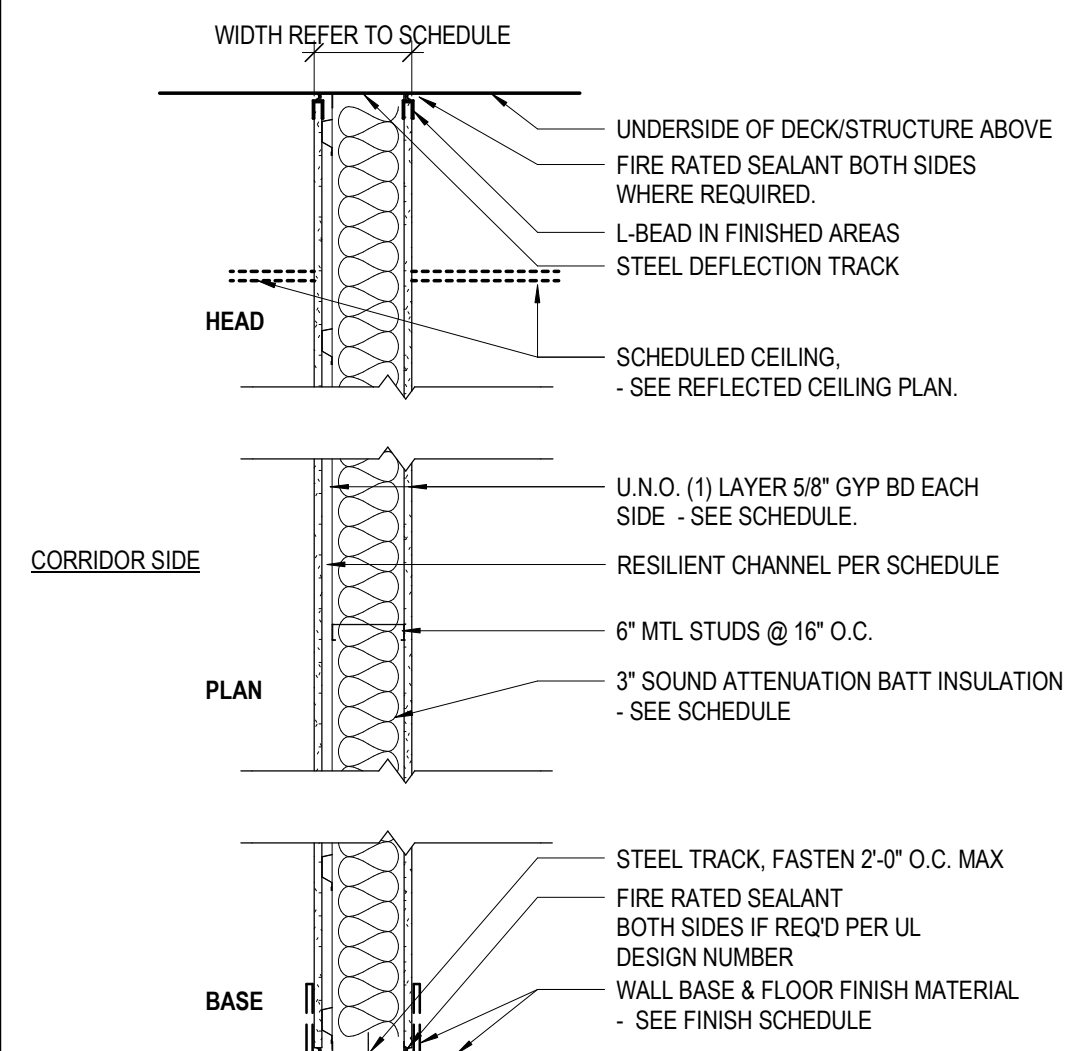 WIDTH REFER TO SCHEDULE
UNDERSIDE OF DECK/STRUCTURE ABOVE
FIRE RATED SEALANT BOTH SIDES
WHERE REQUIRED.
L-BEAD IN FINISHED AREAS
STEEL DEFLECTION TRACK
HEAD
SCHEDULED CEILING,
- SEE REFLECTED CEILING PLAN.
U.N.O. (1) LAYER 5/8" GYP BD EACH
SIDE - SEE SCHEDULE.
CORRIDOR SIDE
RESILIENT CHANNEL PER SCHEDULE
6" MTL STUDS @ 16" O.C.
PLAN
3" SOUND ATTENUATION BATT INSULATION
- SEE SCHEDULE
STEEL TRACK, FASTEN 2'-0" O.C. MAX
FIRE RATED SEALANT
BOTH SIDES IF REQ'D PER UL
DESIGN NUMBER
BASE
WALL BASE & FLOOR FINISH MATERIAL
- SEE FINISH SCHEDULE